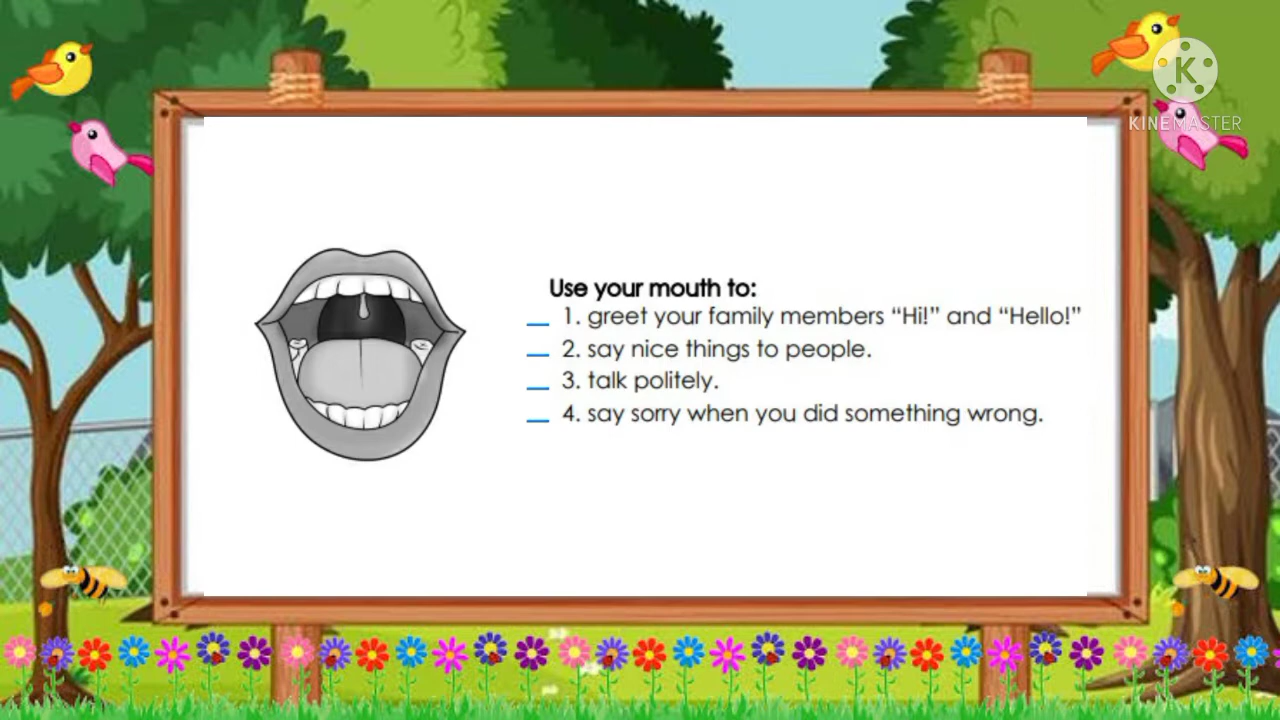 K
KINEMASTER
Use your mouth to:
__ 1. greet your family members “Hi!” and “Hello!”
__ 2. say nice things to people.
__ 3. talk politely.
__ 4. say sorry when you did something wrong.